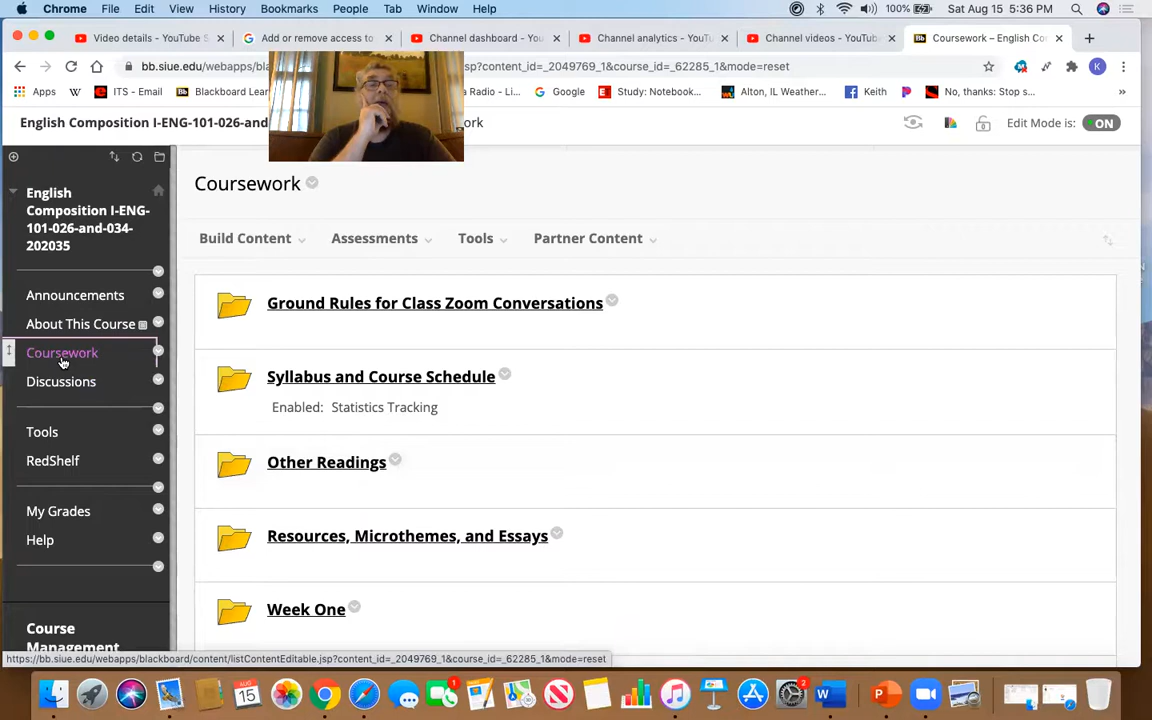 Chrome File Edit View History Bookmarks People Tab Window Help 100% Sat Aug 15 5:36 PM
Video details - YouTube S Add or remove access to Channel dashboard - You Channel analytics - YouTu Channel videos - YouTube Bb Coursework – English Co
bb.siue.edu/webapps/bla sp?content_id=_2049769_1&course_id=_62285_1&mode=reset K
Apps W ITS - Email Bb Blackboard Lear a Radio - Li... Google Study: Notebook... Alton, IL Weather... Keith No, thanks: Stop s... »
English Composition I-ENG-101-026-and-0 rk Edit Mode is: ON
English
Composition I-ENG-
101-026-and-034-
202035
Announcements
About This Course
Coursework
Discussions
Tools
RedShelf
My Grades
Help
Course
Management
Coursework
Build Content Assessments Tools Partner Content
Ground Rules for Class Zoom Conversations
Syllabus and Course Schedule
Enabled: Statistics Tracking
Other Readings
Resources, Microthemes, and Essays
Week One
https://bb.siue.edu/webapps/blackboard/content/listContentEditable.jsp?content_id=_2049769_1&course_id=_62285_1&mode=reset